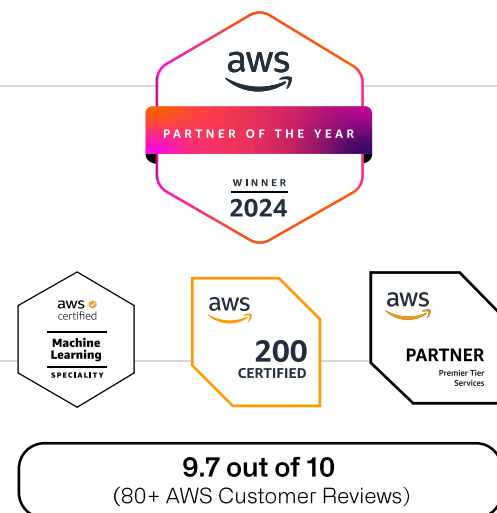 aws
PARTNER OF THE YEAR
WINNER
2024
aws
certified
Machine
Learning
SPECIALITY
aws
200
CERTIFIED
aws
PARTNER
Premier Tier
Services
9.7 out of 10
(80+ AWS Customer Reviews)